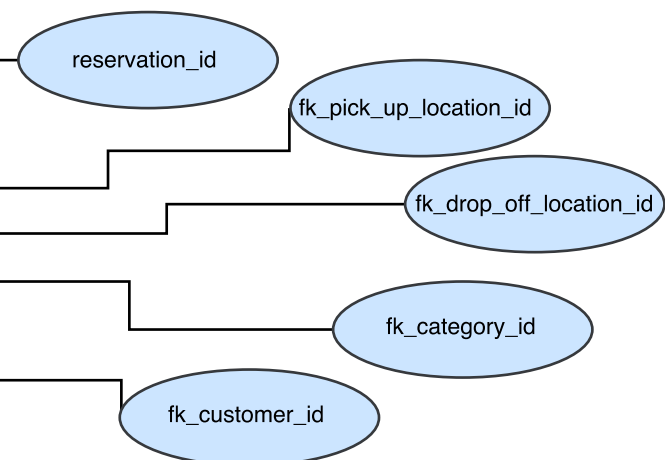 reservation_id
fk_pick_up_location_id
fk_drop_off_location_id
fk_category_id
fk_customer_id